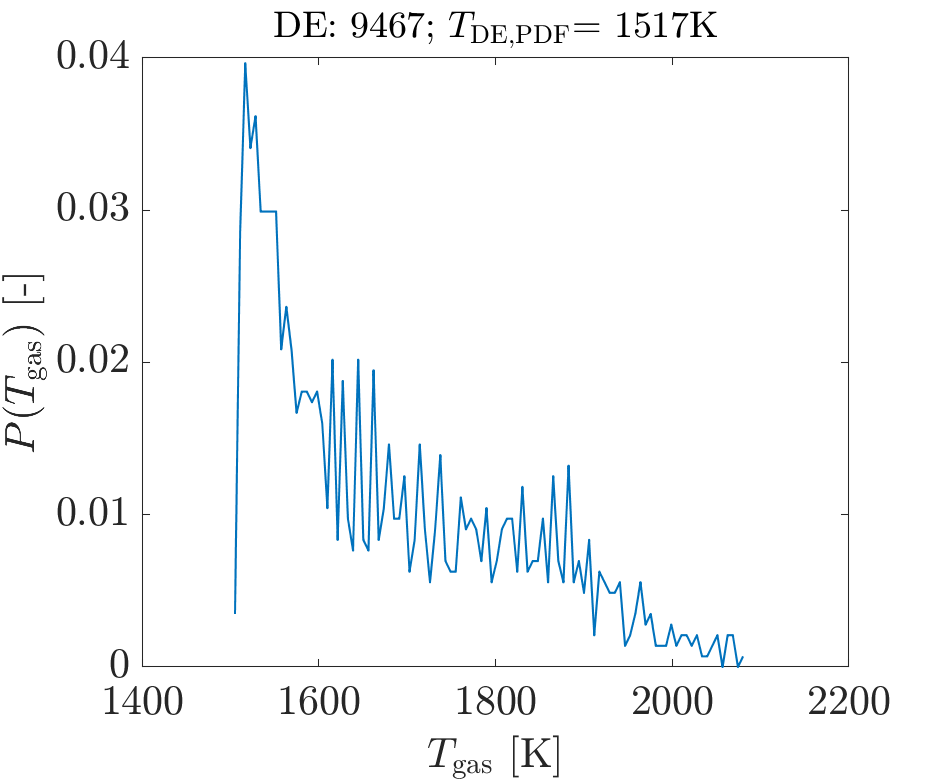 DE: 9467; T_DE,PDF= 1517K
0.04
0.03
0.02
0.01
0
P(T_gas) [-]
1400 1600 1800 2000 2200
T_gas [K]